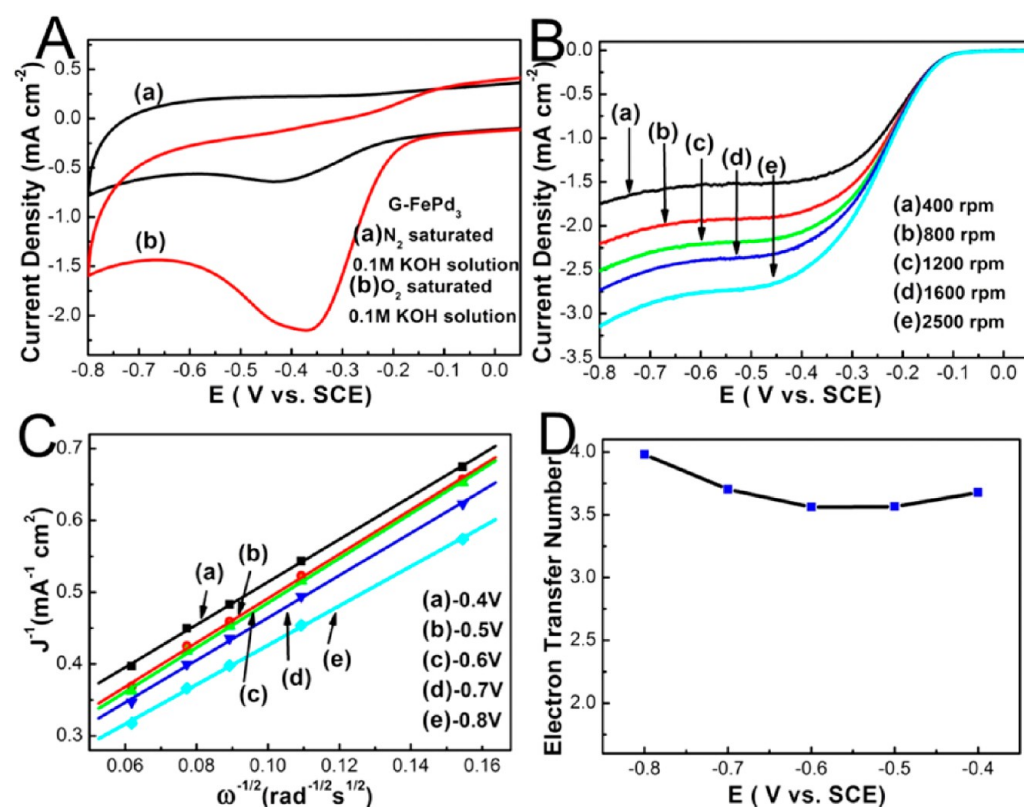 A
Current Density (mA cm-2)
0.5
0.0
-0.5
-1.0
-1.5
-2.0
(a)
(b)
G-FePd3
(a)N2 saturated
0.1M KOH solution
(b)O2 saturated
0.1M KOH solution
-0.8 -0.7 -0.6 -0.5 -0.4 -0.3 -0.2 -0.1 0.0
E ( V vs. SCE)
B
Current Density (mA cm-2)
0.0
-0.5
-1.0
-1.5
-2.0
-2.5
-3.0
-3.5
(a)
(b)
(c)
(d)
(e)
(a)400 rpm
(b)800 rpm
(c)1200 rpm
(d)1600 rpm
(e)2500 rpm
-0.8 -0.7 -0.6 -0.5 -0.4 -0.3 -0.2 -0.1 0.0
E ( V vs. SCE)
C
J-1(mA-1 cm2)
0.7
0.6
0.5
0.4
0.3
(a)
(b)
(c)
(d)
(e)
(a)-0.4V
(b)-0.5V
(c)-0.6V
(d)-0.7V
(e)-0.8V
0.06 0.08 0.10 0.12 0.14 0.16
ω-1/2(rad-1/2s1/2)
D
Electron Transfer Number
4.0
3.5
3.0
2.5
2.0
-0.8 -0.7 -0.6 -0.5 -0.4
E ( V vs. SCE)